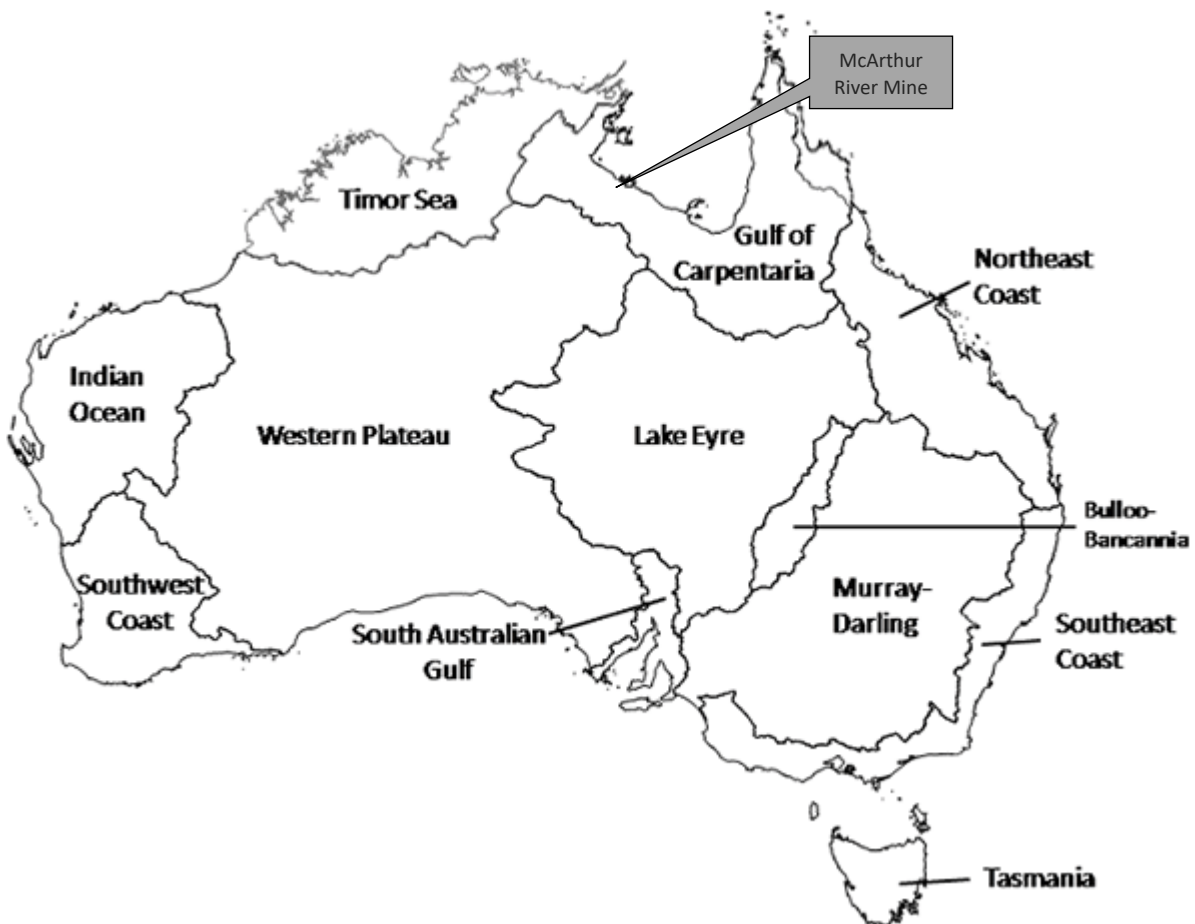 McArthur
River Mine
Timor Sea
Gulf of
Carpentaria
Northeast
Coast
Indian
Ocean
Western Plateau
Lake Eyre
Bulloo-
Bancannia
Southwest
Coast
South Australian
Gulf
Murray-
Darling
Southeast
Coast
Tasmania